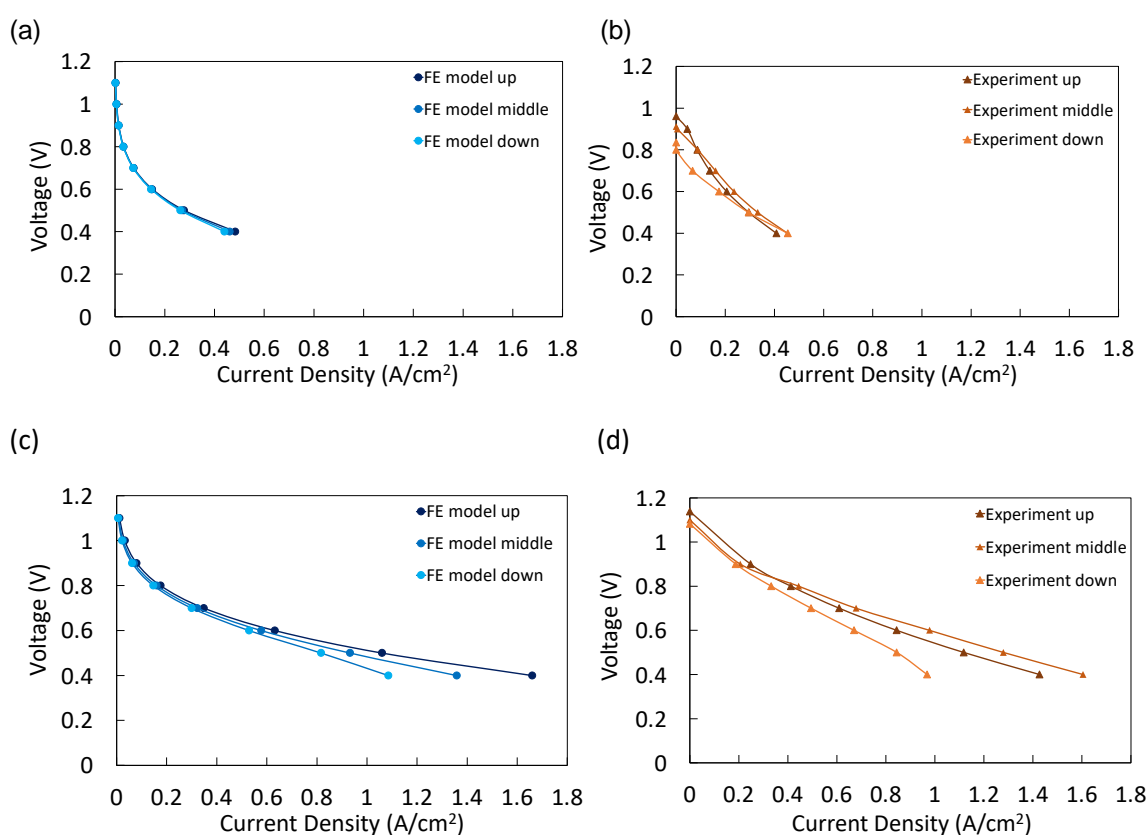 (a)
1.2
1
0.8
0.6
0.4
0.2
0
Voltage (V)
FE model up
FE model middle
FE model down
0 0.2 0.4 0.6 0.8 1 1.2 1.4 1.6 1.8
Current Density (A/cm²)
(b)
1.2
1
0.8
0.6
0.4
0.2
0
Voltage (V)
Experiment up
Experiment middle
Experiment down
0 0.2 0.4 0.6 0.8 1 1.2 1.4 1.6 1.8
Current Density (A/cm²)
(c)
1.2
1
0.8
0.6
0.4
0.2
0
Voltage (V)
FE model up
FE model middle
FE model down
0 0.2 0.4 0.6 0.8 1 1.2 1.4 1.6 1.8
Current Density (A/cm²)
(d)
1.2
1
0.8
0.6
0.4
0.2
0
Voltage (V)
Experiment up
Experiment middle
Experiment down
0 0.2 0.4 0.6 0.8 1 1.2 1.4 1.6 1.8
Current Density (A/cm²)